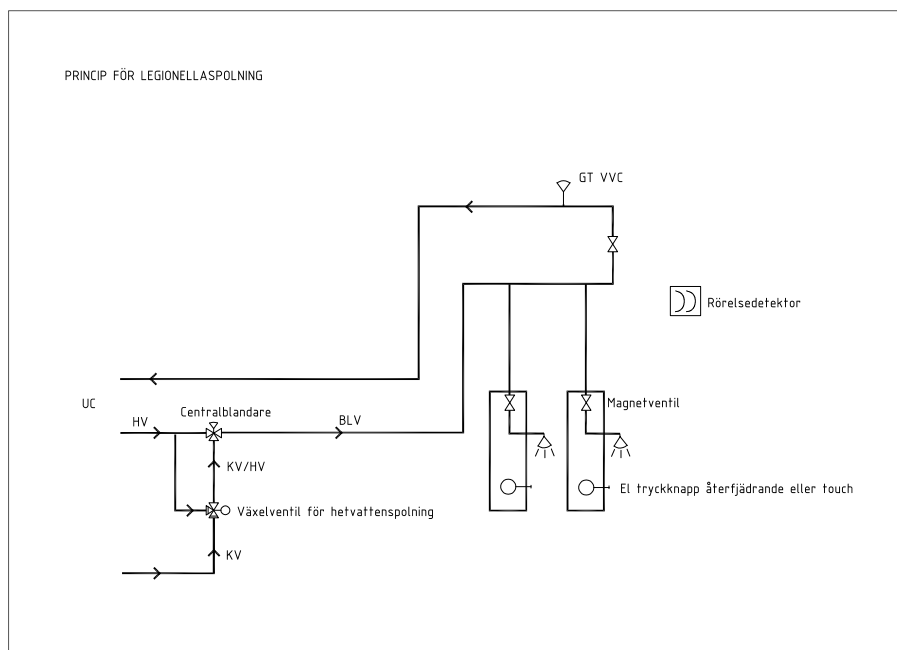 PRINCIP FÖR LEGIONELLASPOLNING
GT VVC
Rörelsedetektor
UC
Centralblandare
HV
BLV
Magnetventil
KV/HV
El tryckknapp återfjädrande eller touch
Växelventil för hetvattenspolning
KV